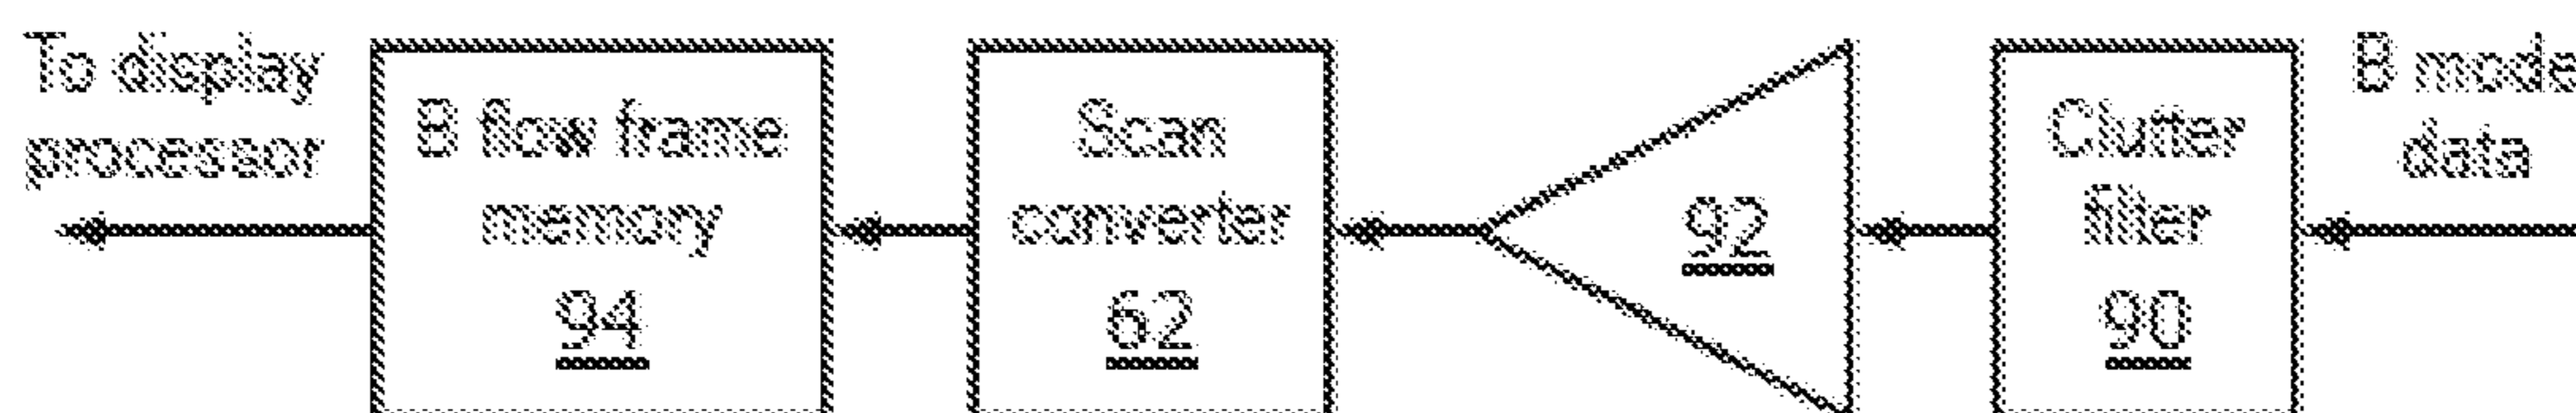 To display
processor
B flow frame
memory
94
Scan
converter
62
92
Clutter
filter
90
B mode
data